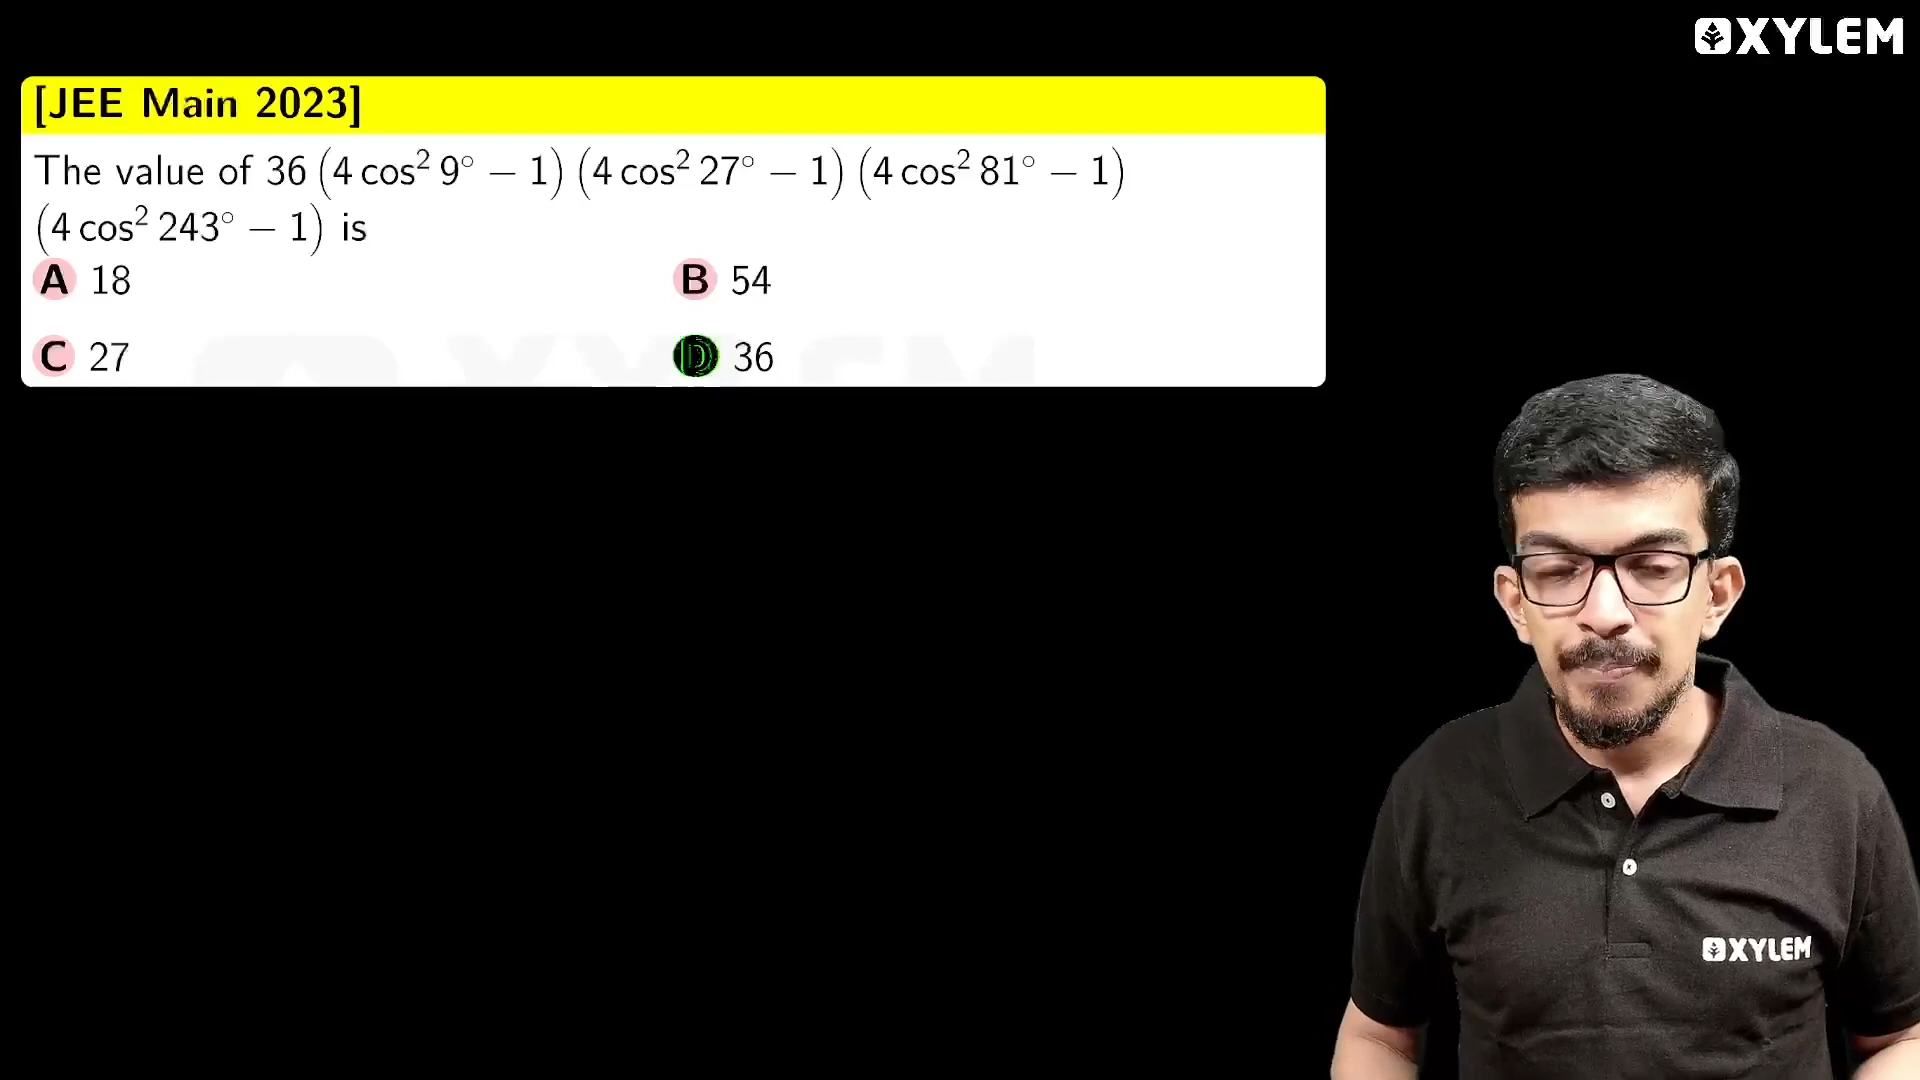 XYLEM
[JEE Main 2023]
The value of 36 (4 cos² 9° − 1) (4 cos² 27° − 1) (4 cos² 81° − 1)
(4 cos² 243° − 1) is
A 18
B 54
C 27
D 36
XYLEM